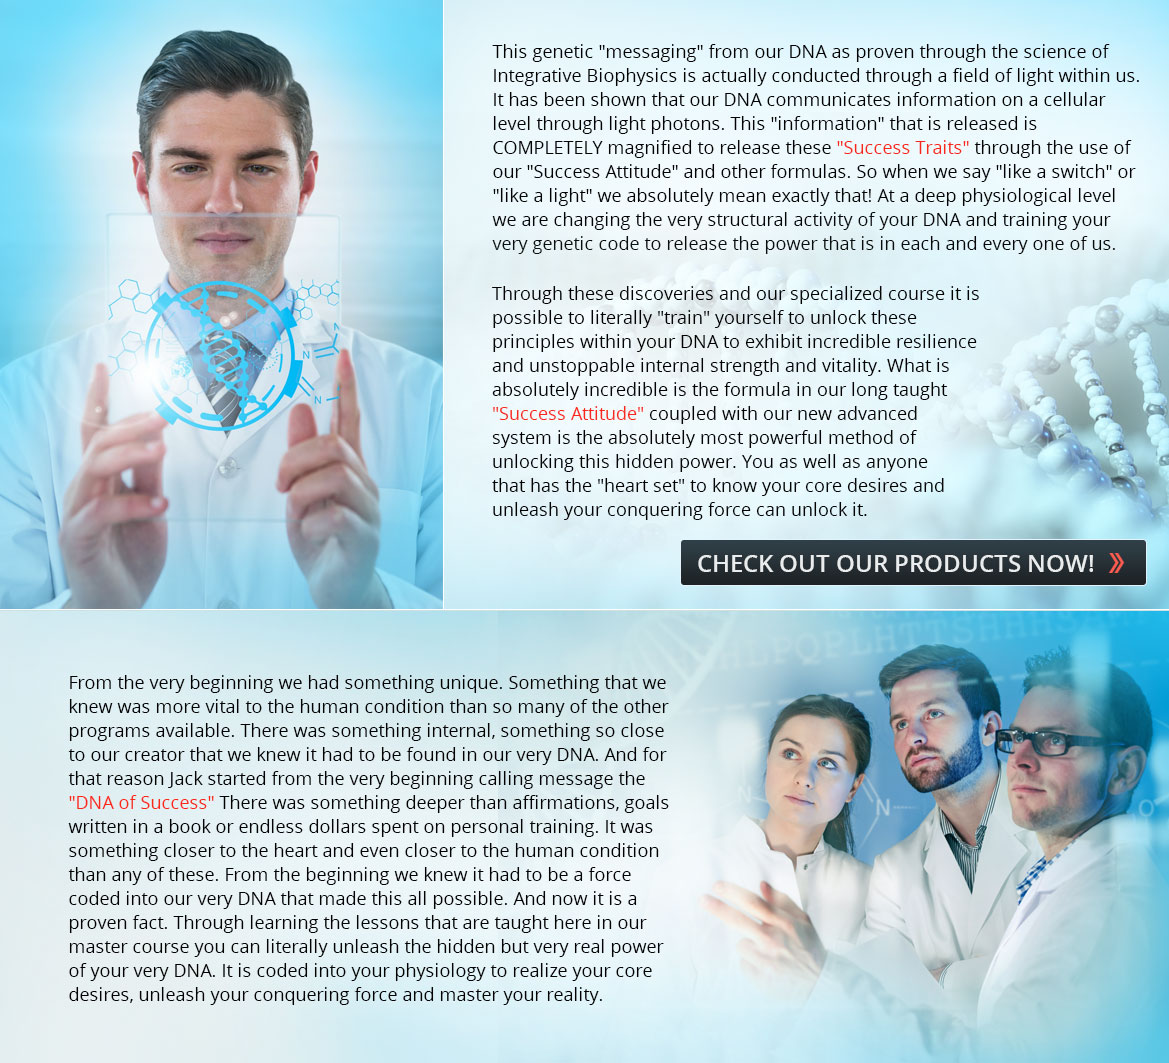 This genetic "messaging" from our DNA as proven through the science of
Integrative Biophysics is actually conducted through a field of light within us.
It has been shown that our DNA communicates information on a cellular
level through light photons. This "information" that is released is
COMPLETELY magnified to release these "Success Traits" through the use of
our "Success Attitude" and other formulas. So when we say "like a switch" or
"like a light" we absolutely mean exactly that! At a deep physiological level
we are changing the very structural activity of your DNA and training your
very genetic code to release the power that is in each and every one of us.
Through these discoveries and our specialized course it is
possible to literally "train" yourself to unlock these
principles within your DNA to exhibit incredible resilience
and unstoppable internal strength and vitality. What is
absolutely incredible is the formula in our long taught
"Success Attitude" coupled with our new advanced
system is the absolutely most powerful method of
unlocking this hidden power. You as well as anyone
that has the "heart set" to know your core desires and
unleash your conquering force can unlock it.
CHECK OUT OUR PRODUCTS NOW!
From the very beginning we had something unique. Something that we
knew was more vital to the human condition than so many of the other
programs available. There was something internal, something so close
to our creator that we knew it had to be found in our very DNA. And for
that reason Jack started from the very beginning calling message the
"DNA of Success" There was something deeper than affirmations, goals
written in a book or endless dollars spent on personal training. It was
something closer to the heart and even closer to the human condition
than any of these. From the beginning we knew it had to be a force
coded into our very DNA that made this all possible. And now it is a
proven fact. Through learning the lessons that are taught here in our
master course you can literally unleash the hidden but very real power
of your very DNA. It is coded into your physiology to realize your core
desires, unleash your conquering force and master your reality.